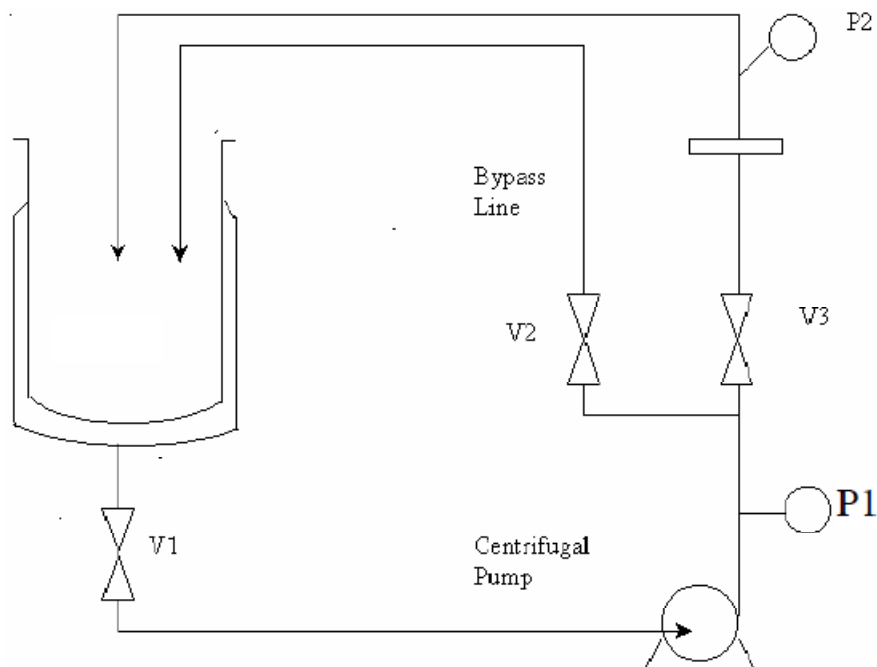 P2
Bypass
Line
V2
V3
P1
V1
Centrifugal
Pump